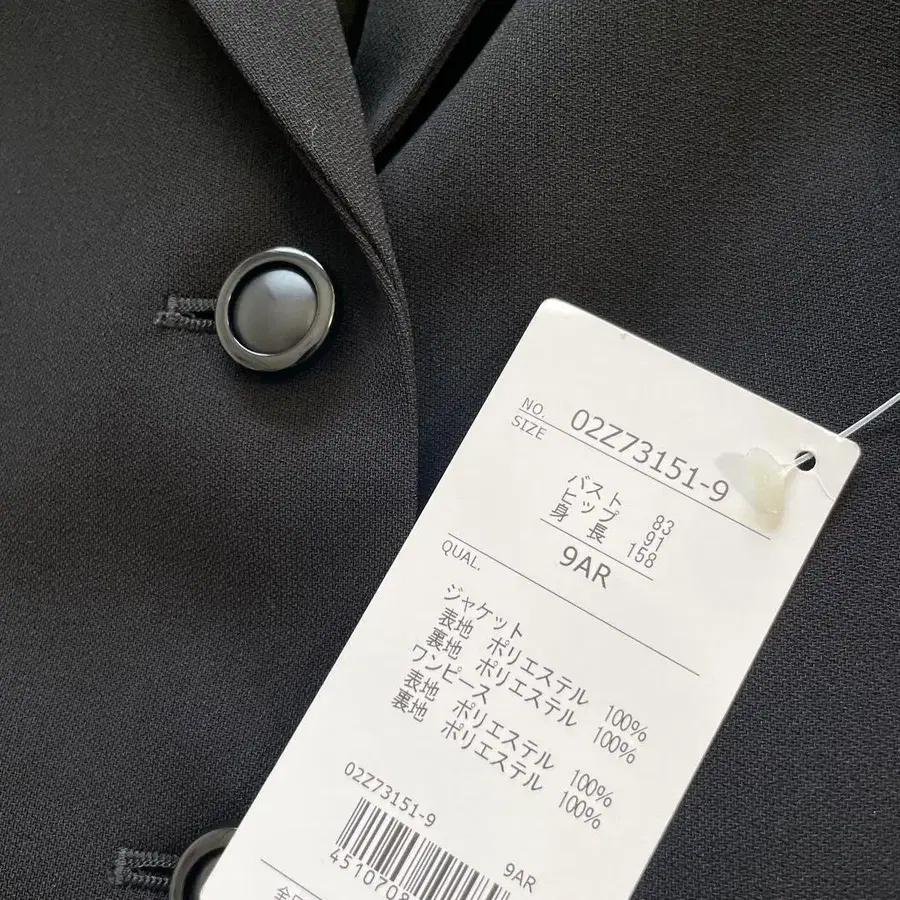 NO. 02Z73151-9
SIZE
バスト 83
ヒップ 91
身長 158
9AR
QUAL.
ジャケット
表地 ポリエステル 100%
裏地 ポリエステル 100%
ワンピース
表地 ポリエステル 100%
裏地 ポリエステル 100%
02Z73151-9
9AR
4510708